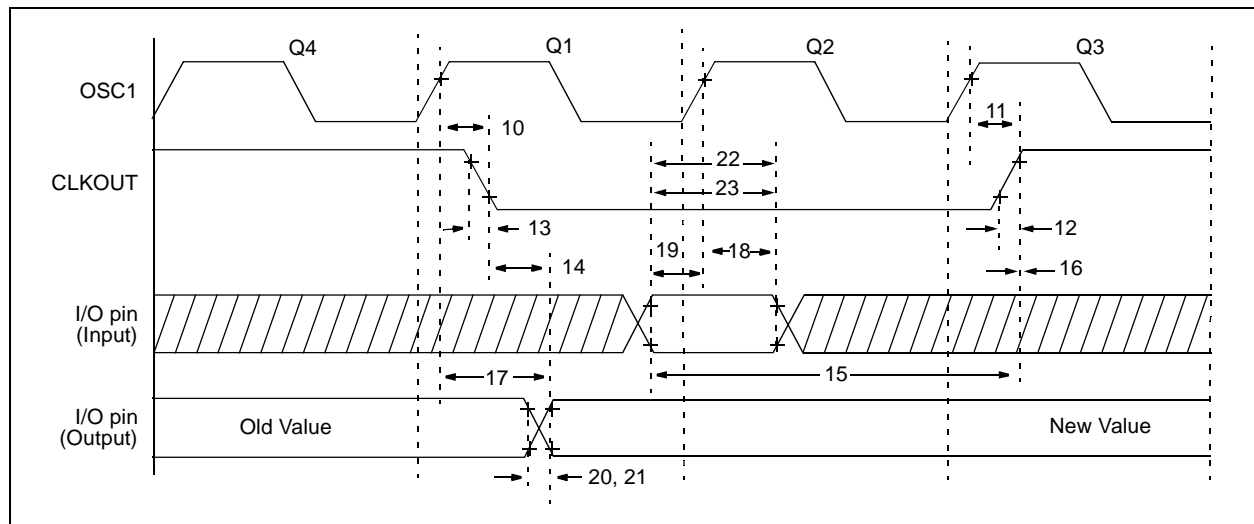 Q4 Q1 Q2 Q3
OSC1
10 11
22
CLKOUT
23
13 12
19 18
14 16
I/O pin
(Input)
17 15
I/O pin
(Output)
Old Value New Value
20, 21